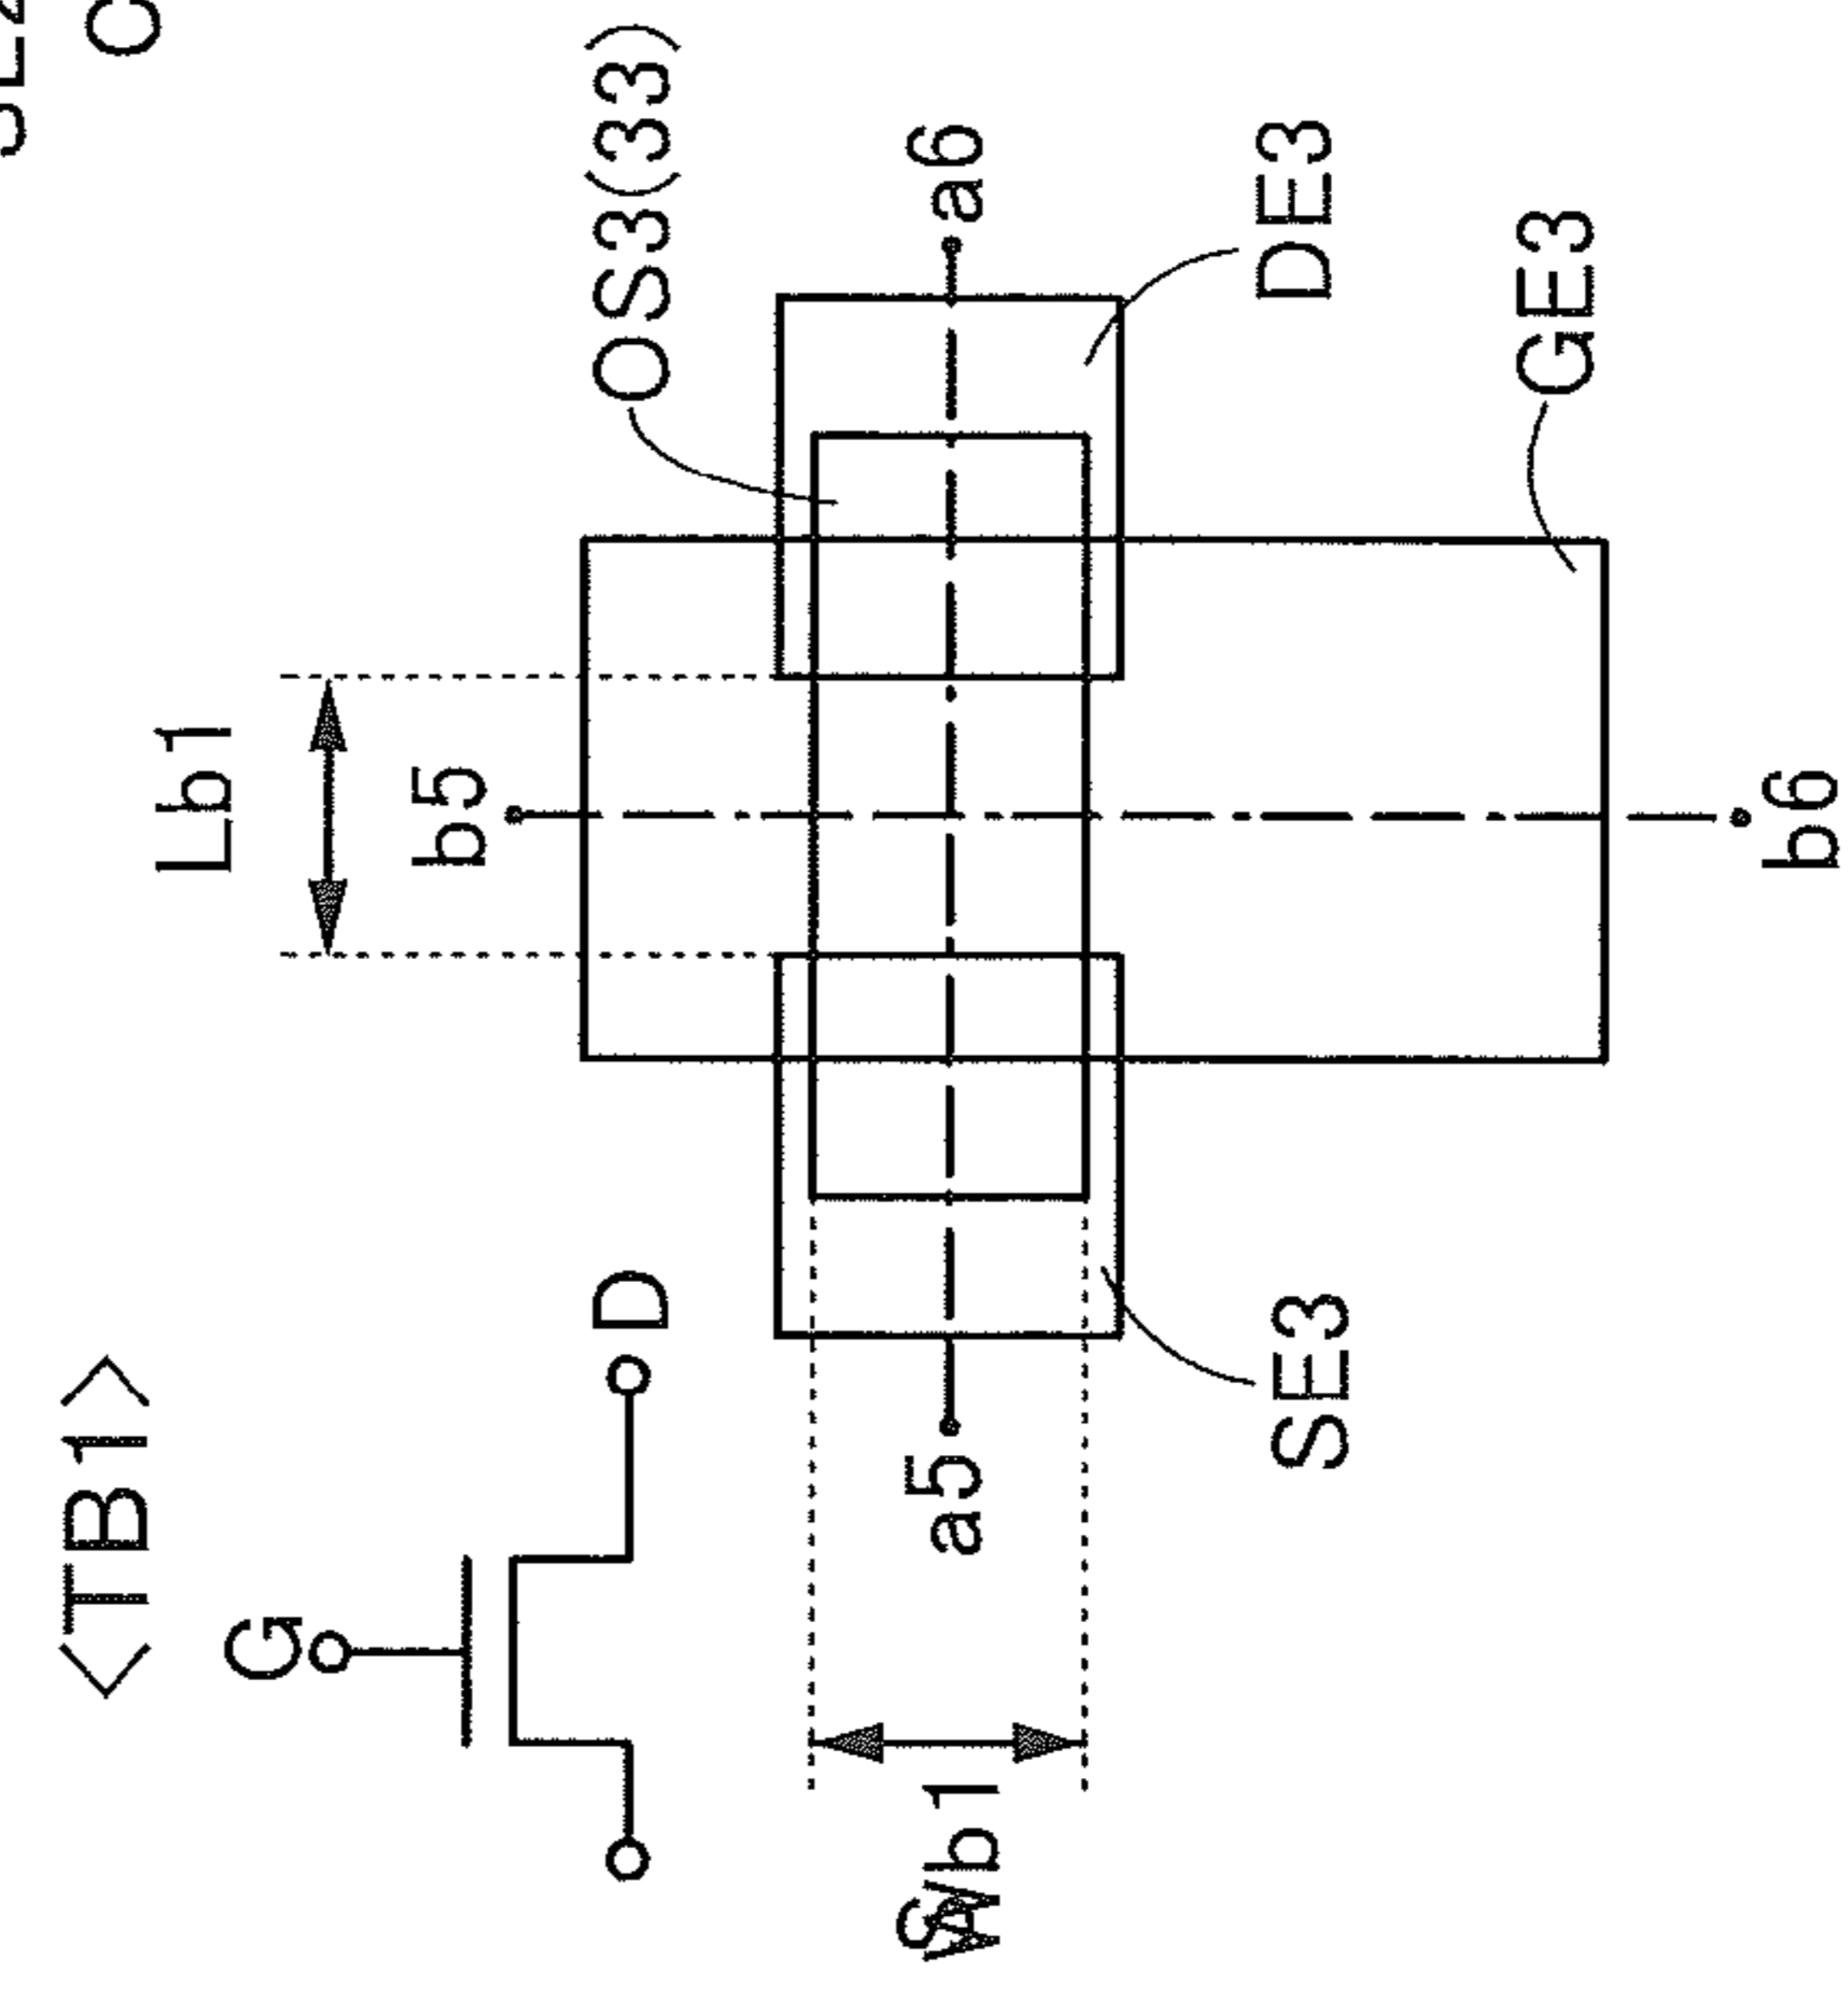 <TB1>
G
D
S
Lb1
b5
OS3(33)
a5
a6
Wb1
SE3
DE3
GE3
b6